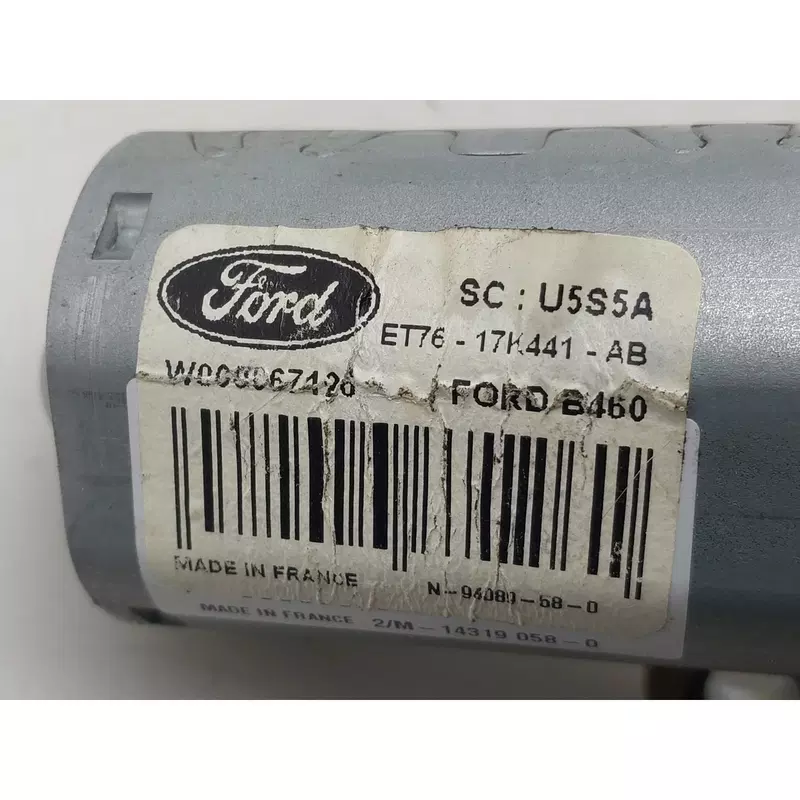 Ford
SC : U5S5A
ET76 - 17K441 - AB
FORD B460
MADE IN FRANCE
MADE IN FRANCE 2/M - 14319 058 - 0